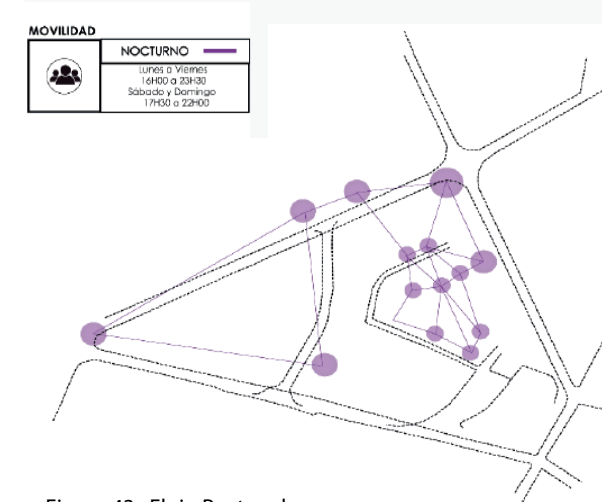 MOVILIDAD
NOCTURNO
Lunes a Viernes
16H00 a 23H30
Sábado y Domingo
17H30 a 22H00